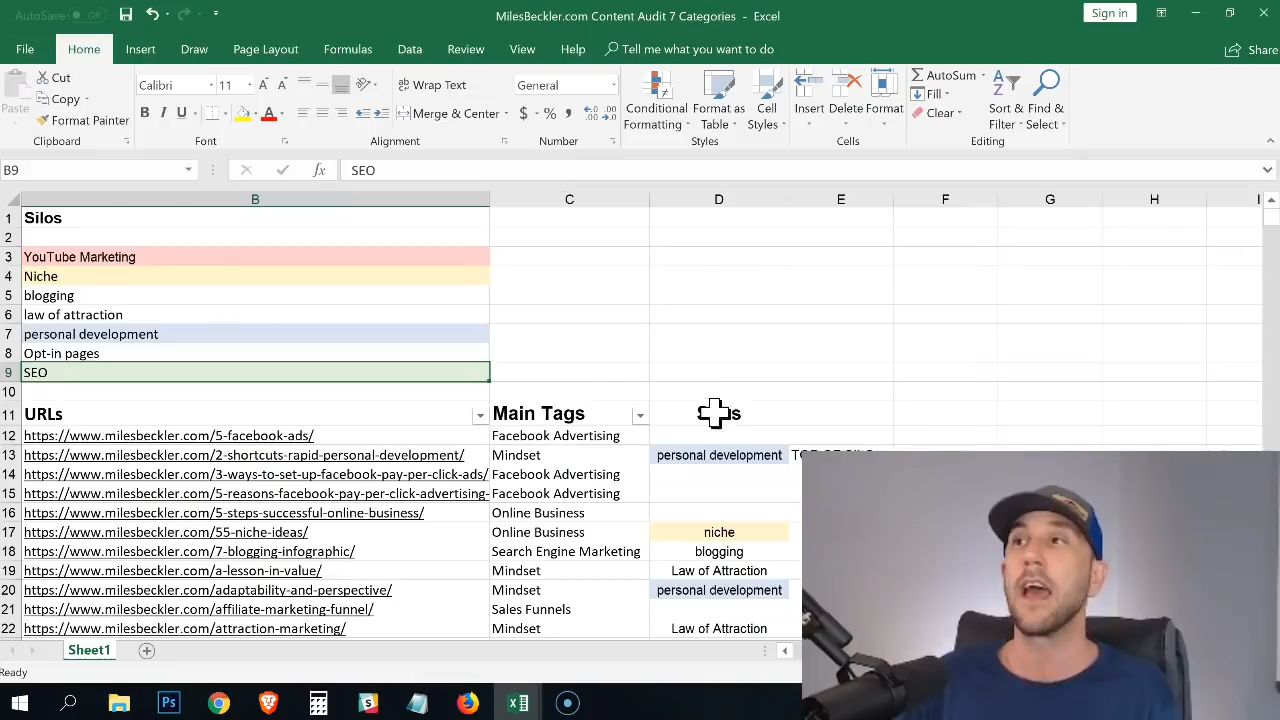 AutoSave Off MilesBeckler.com Content Audit 7 Categories - Excel Sign in
File Home Insert Draw Page Layout Formulas Data Review View Help Tell me what you want to do Share
Paste Cut Copy Format Painter
Calibri 11 B I U A
Wrap Text Merge & Center
General $ % , .00
Conditional Formatting Format as Table Cell Styles
Insert Delete Format
AutoSum Fill Clear Sort & Filter Find & Select
Clipboard Font Alignment Number Styles Cells Editing
B9 fx SEO
B C D E F G H I
1 Silos
2
3 YouTube Marketing
4 Niche
5 blogging
6 law of attraction
7 personal development
8 Opt-in pages
9 SEO
10
11 URLs Main Tags
12 https://www.milesbeckler.com/5-facebook-ads/ Facebook Advertising
13 https://www.milesbeckler.com/2-shortcuts-rapid-personal-development/ Mindset personal development
14 https://www.milesbeckler.com/3-ways-to-set-up-facebook-pay-per-click-ads/ Facebook Advertising
15 https://www.milesbeckler.com/5-reasons-facebook-pay-per-click-advertising- Facebook Advertising
16 https://www.milesbeckler.com/5-steps-successful-online-business/ Online Business
17 https://www.milesbeckler.com/55-niche-ideas/ Online Business niche
18 https://www.milesbeckler.com/7-blogging-infographic/ Search Engine Marketing blogging
19 https://www.milesbeckler.com/a-lesson-in-value/ Mindset Law of Attraction
20 https://www.milesbeckler.com/adaptability-and-perspective/ Mindset personal development
21 https://www.milesbeckler.com/affiliate-marketing-funnel/ Sales Funnels
22 https://www.milesbeckler.com/attraction-marketing/ Mindset Law of Attraction
Sheet1
Ready